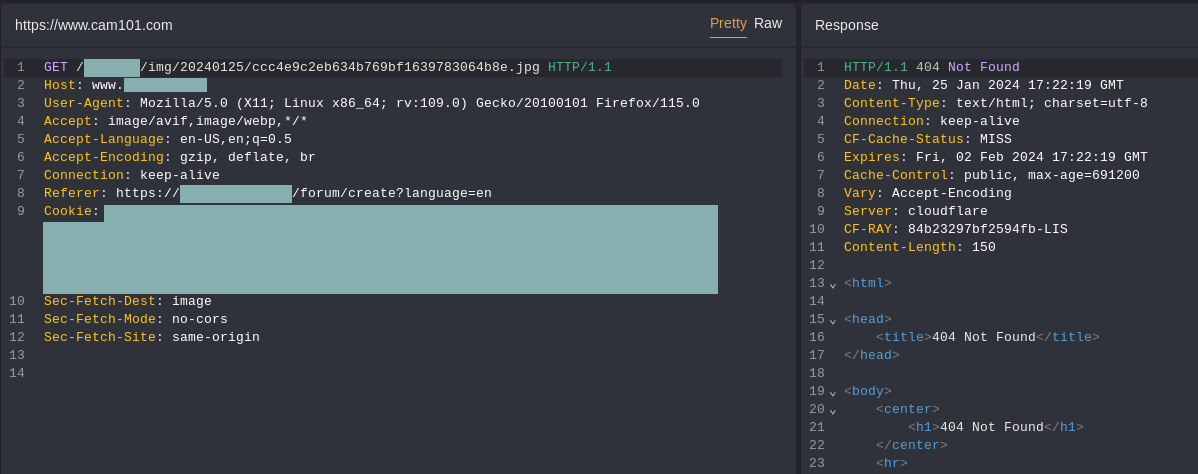 https://www.cam101.com
Pretty Raw
1 GET / /img/20240125/ccc4e9c2eb634b769bf1639783064b8e.jpg HTTP/1.1
2 Host: www.
3 User-Agent: Mozilla/5.0 (X11; Linux x86_64; rv:109.0) Gecko/20100101 Firefox/115.0
4 Accept: image/avif,image/webp,*/*
5 Accept-Language: en-US,en;q=0.5
6 Accept-Encoding: gzip, deflate, br
7 Connection: keep-alive
8 Referer: https:// /forum/create?language=en
9 Cookie:
10 Sec-Fetch-Dest: image
11 Sec-Fetch-Mode: no-cors
12 Sec-Fetch-Site: same-origin
13
14
Response
1 HTTP/1.1 404 Not Found
2 Date: Thu, 25 Jan 2024 17:22:19 GMT
3 Content-Type: text/html; charset=utf-8
4 Connection: keep-alive
5 CF-Cache-Status: MISS
6 Expires: Fri, 02 Feb 2024 17:22:19 GMT
7 Cache-Control: public, max-age=691200
8 Vary: Accept-Encoding
9 Server: cloudflare
10 CF-RAY: 84b23297bf2594fb-LIS
11 Content-Length: 150
12
13 <html>
14
15 <head>
16 <title>404 Not Found</title>
17 </head>
18
19 <body>
20 <center>
21 <h1>404 Not Found</h1>
22 </center>
23 <hr>